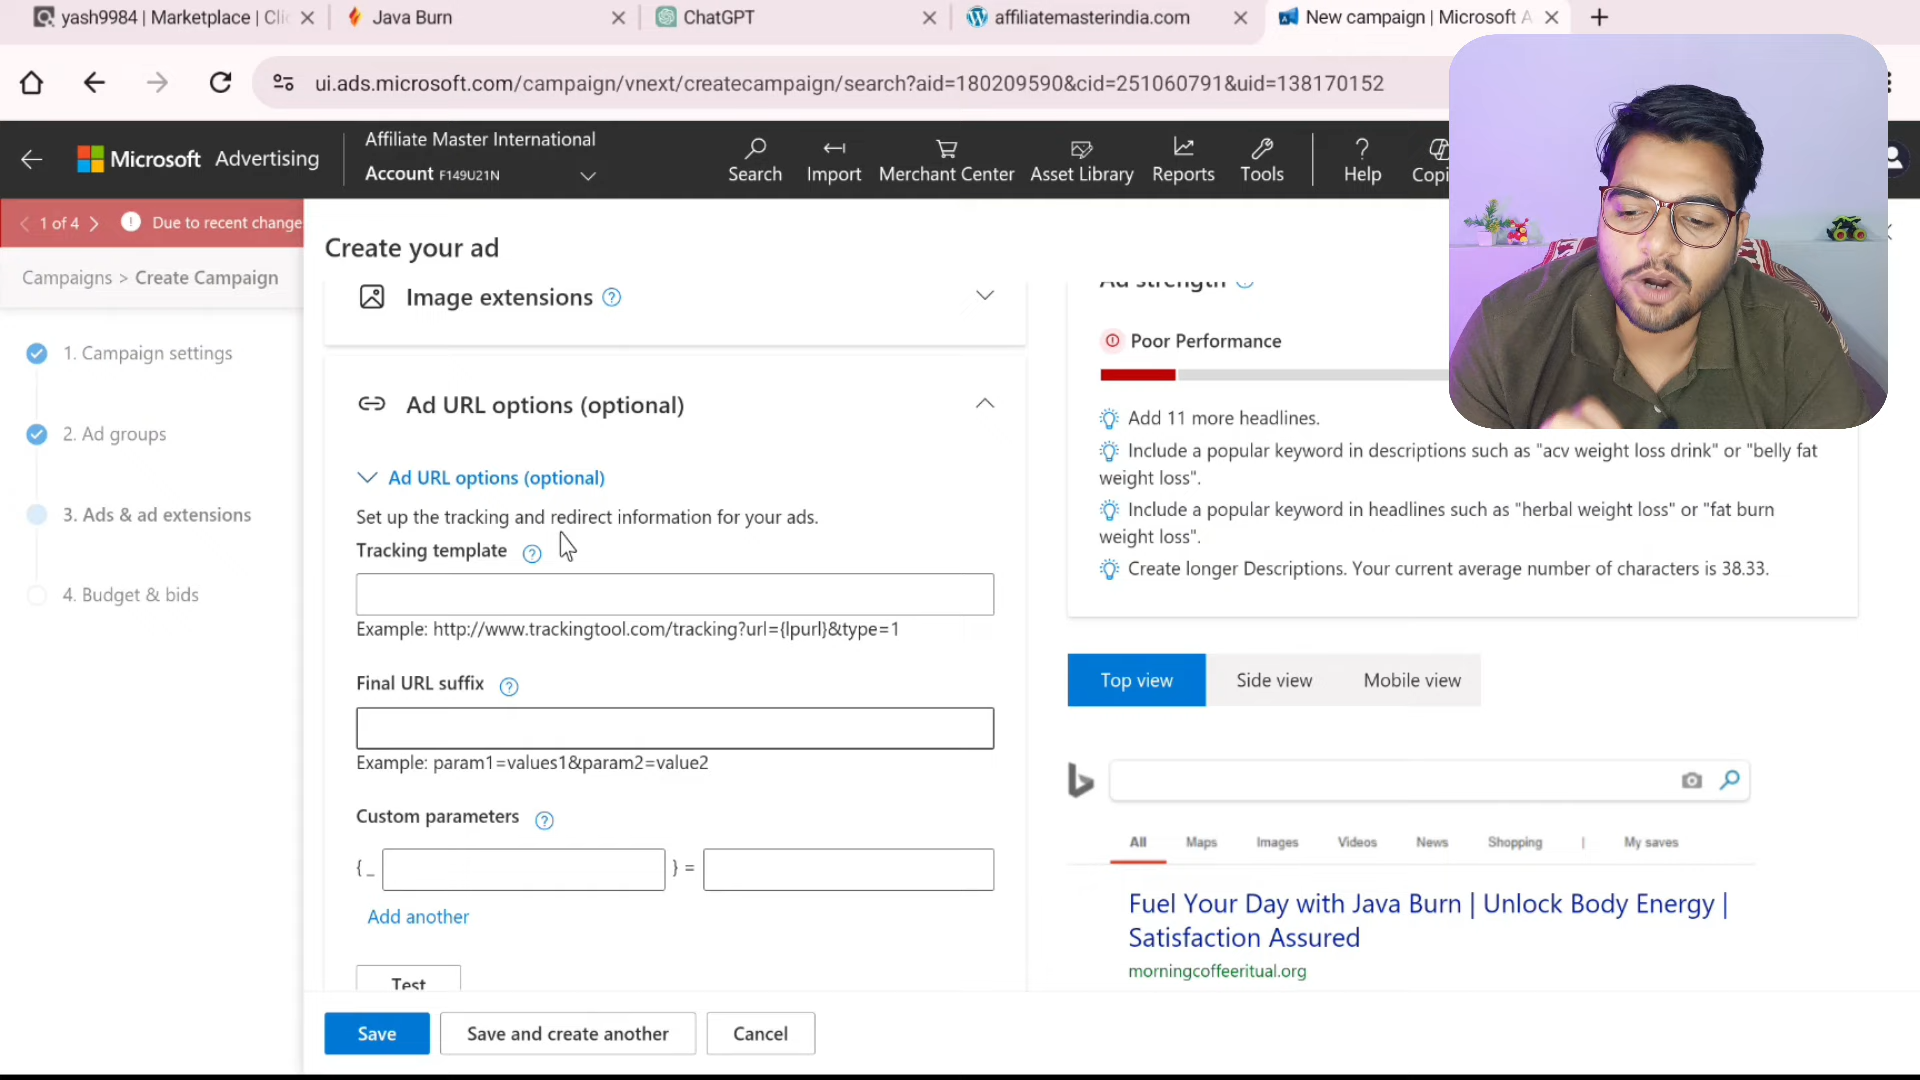 yash9984 | Marketplace | Clic
Java Burn
ChatGPT
affiliatemasterindia.com
New campaign | Microsoft A
ui.ads.microsoft.com/campaign/vnext/createcampaign/search?aid=180209590&cid=251060791&uid=138170152
Microsoft Advertising
Affiliate Master International
Account F149U21N
Search
Import
Merchant Center
Asset Library
Reports
Tools
Help
Copi
1 of 4
Due to recent change
Campaigns > Create Campaign
1. Campaign settings
2. Ad groups
3. Ads & ad extensions
4. Budget & bids
Create your ad
Image extensions
Ad URL options (optional)
Ad URL options (optional)
Set up the tracking and redirect information for your ads.
Tracking template
Example: http://www.trackingtool.com/tracking?url={lpurl}&type=1
Final URL suffix
Example: param1=values1&param2=value2
Custom parameters
{ _ } =
Add another
Test
Save
Save and create another
Cancel
Ad strength
Poor Performance
Add 11 more headlines.
Include a popular keyword in descriptions such as "acv weight loss drink" or "belly fat
weight loss".
Include a popular keyword in headlines such as "herbal weight loss" or "fat burn
weight loss".
Create longer Descriptions. Your current average number of characters is 38.33.
Top view
Side view
Mobile view
All
Maps
Images
Videos
News
Shopping
|
My saves
Fuel Your Day with Java Burn | Unlock Body Energy |
Satisfaction Assured
morningcoffeeritual.org